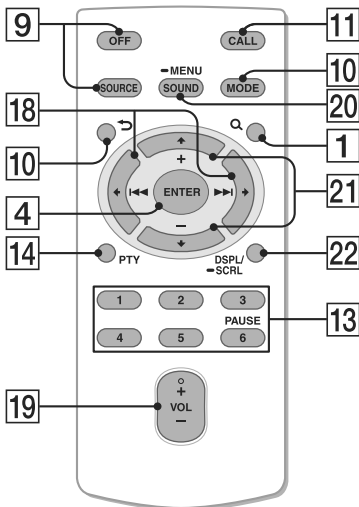 9 OFF CALL 11
-MENU
SOURCE SOUND MODE 10
18 20
10 1
+
4 ENTER 21
-
14 PTY DSPL/ 22
-SCRL
1 2 3
PAUSE 13
4 5 6
+
19 VOL
-